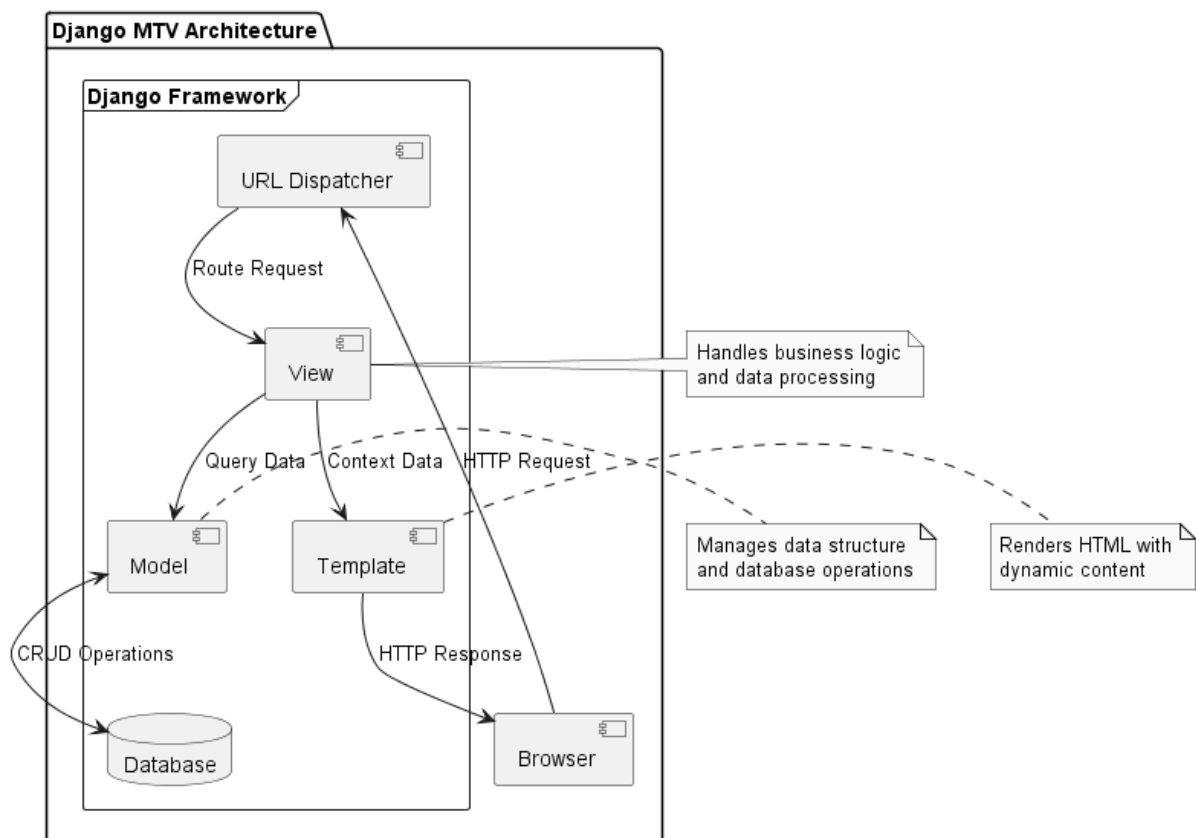 Django MTV Architecture
Django Framework
URL Dispatcher
Route Request
View
Handles business logic
and data processing
Query Data
Context Data
HTTP Request
Model
Template
Manages data structure
and database operations
Renders HTML with
dynamic content
CRUD Operations
HTTP Response
Database
Browser